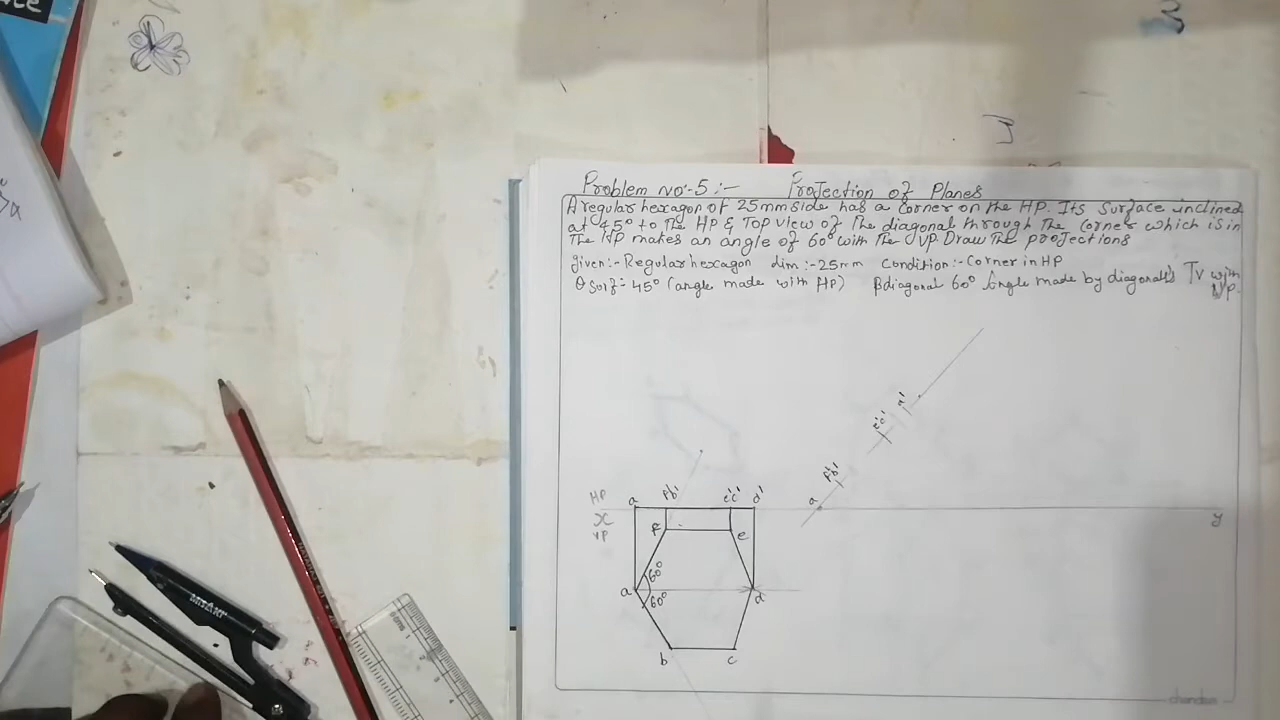 Problem No:-5 :- Projection of Planes
A regular hexagon of 25mm side has a corner on the HP. Its surface inclined
at 45° to the HP & Top view of the diagonal through the corner which is in
The HP makes an angle of 60° with the VP. Draw the projections
given:- Regular hexagon dim:-25mm Condition:- Corner in HP
θ Surf = 45° (angle made with HP) βdiagonal 60° Angle made by diagonal's Tv with
Vp.
d'
e'c'
f'b'
a'
HP
X
VP
a f'b' e'c' d'
y
f e
60°
a 60° d
b c
MITAKI
chandan